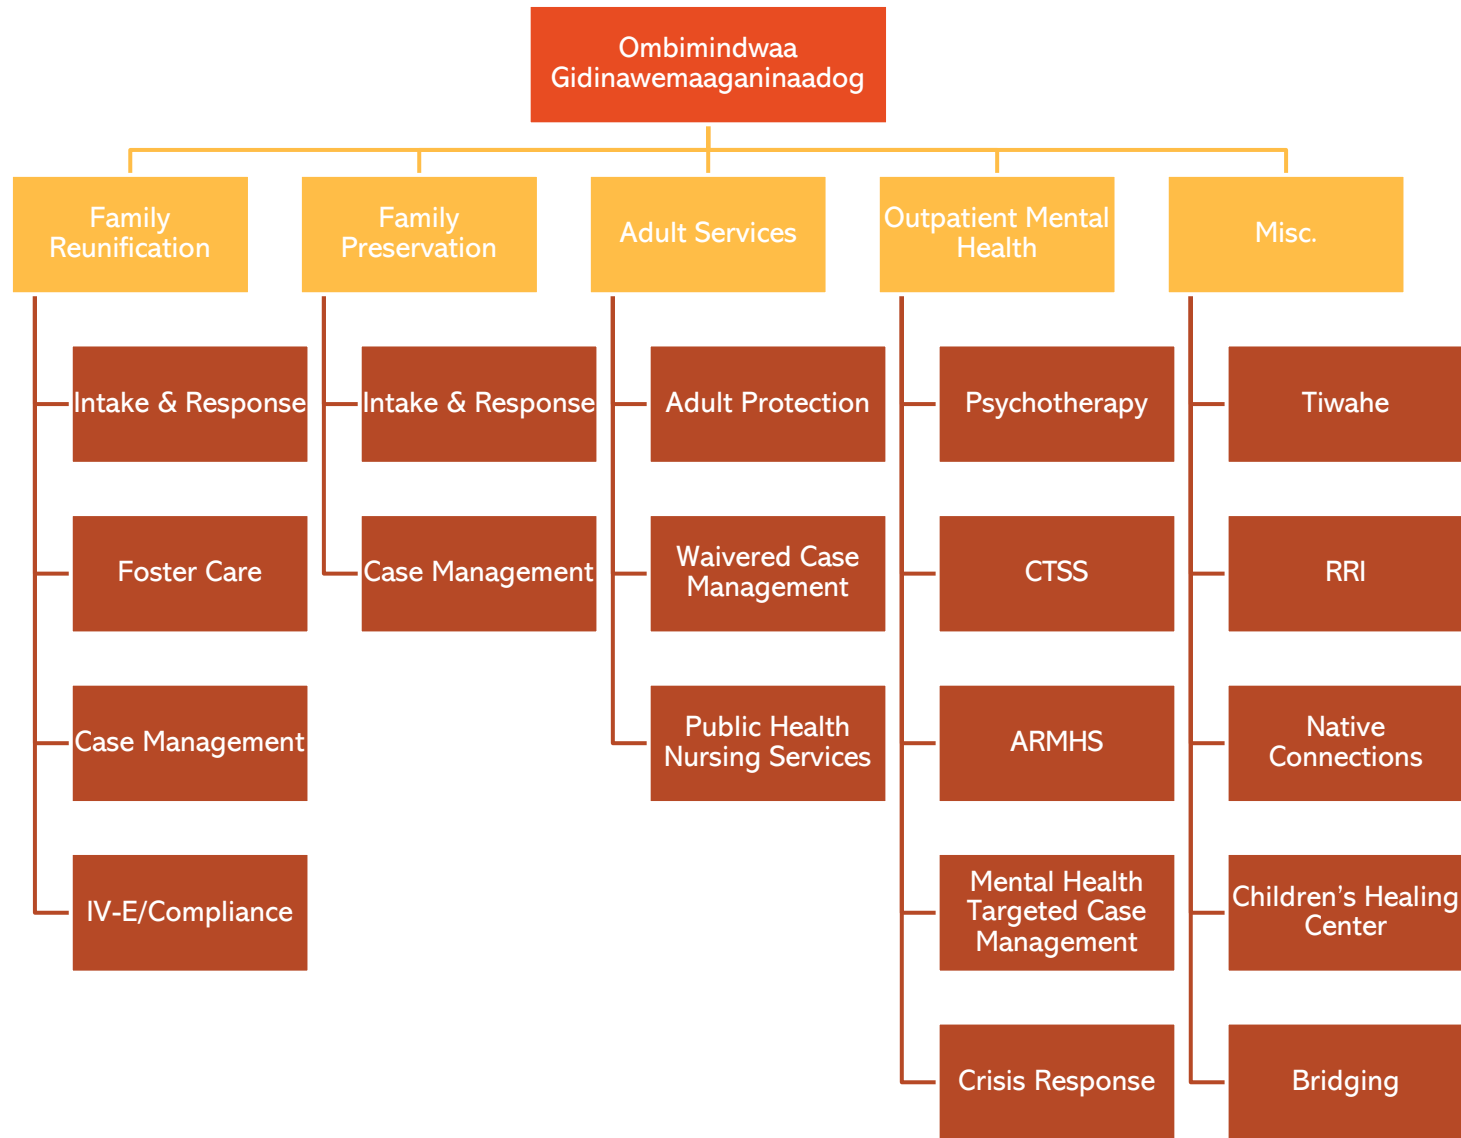 Ombimindwaa
Gidinawemaaganinaadog
Family
Reunification
Family
Preservation
Adult Services
Outpatient Mental
Health
Misc.
Intake & Response
Foster Care
Case Management
IV-E/Compliance
Intake & Response
Case Management
Adult Protection
Waivered Case
Management
Public Health
Nursing Services
Psychotherapy
CTSS
ARMHS
Mental Health
Targeted Case
Management
Crisis Response
Tiwahe
RRI
Native
Connections
Children’s Healing
Center
Bridging